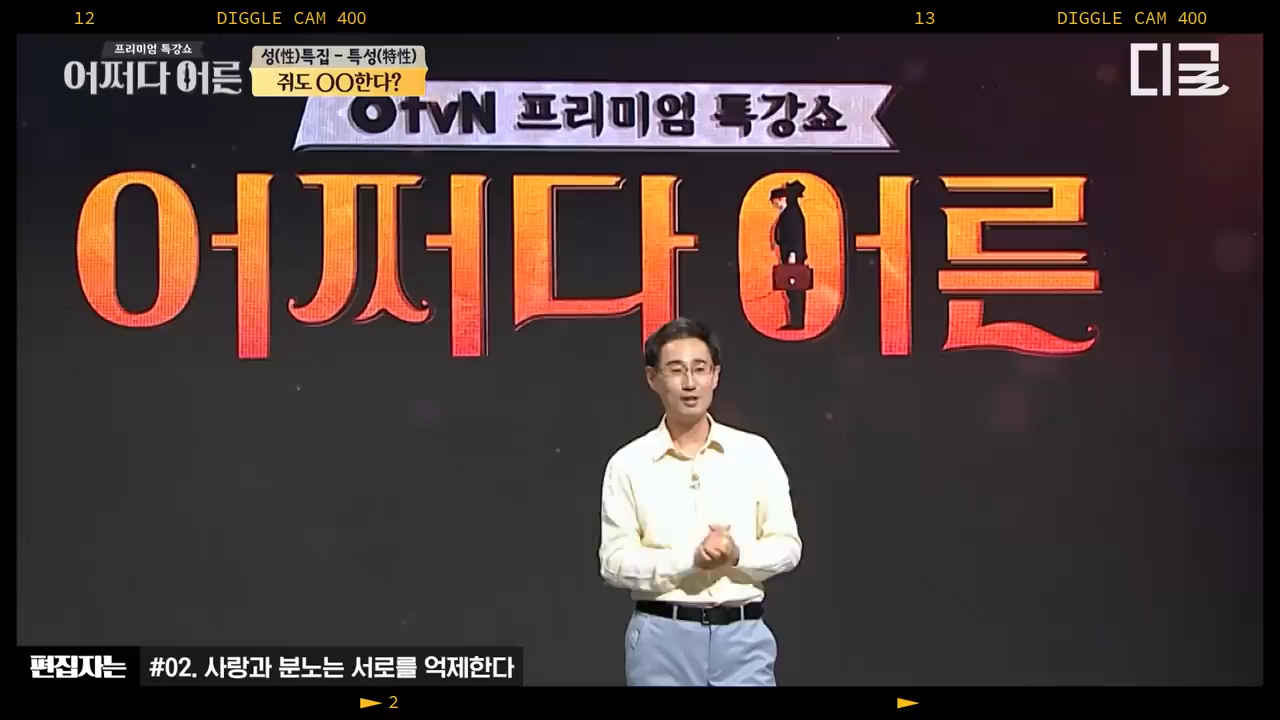 12 DIGGLE CAM 400 13 DIGGLE CAM 400
프리미엄 특강쇼
어쩌다 어른
성(性)특집 - 특성(特性)
쥐도 OO한다?
디글
OtvN 프리미엄 특강쇼
어쩌다 어른
편집자는 #02. 사랑과 분노는 서로를 억제한다
2